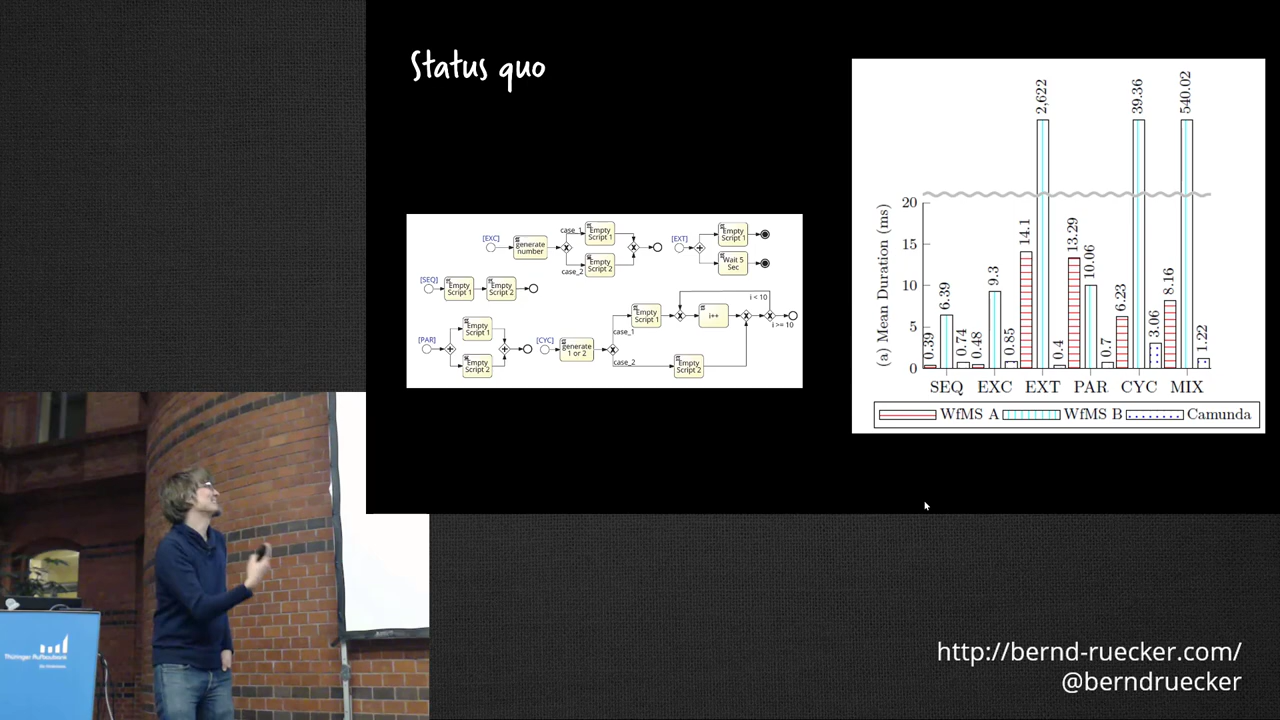 Status quo
[EXC]
generate
number
case_1
Empty
Script 1
case_2
Empty
Script 2
[EXT]
Empty
Script 1
Wait 5
Sec
[SEQ]
Empty
Script 1
Empty
Script 2
[PAR]
Empty
Script 1
Empty
Script 2
[CYC]
generate
1 or 2
case_1
Empty
Script 1
i < 10
i++
i >= 10
case_2
Empty
Script 2
(a) Mean Duration (ms)
20
15
10
5
0
0.39
6.39
0.74
0.48
9.3
0.85
14.1
2,622
0.4
13.29
10.06
0.7
6.23
39.36
3.06
8.16
540.02
1.22
SEQ EXC EXT PAR CYC MIX
WfMS A WfMS B Camunda
http://bernd-ruecker.com/
@berndruecker